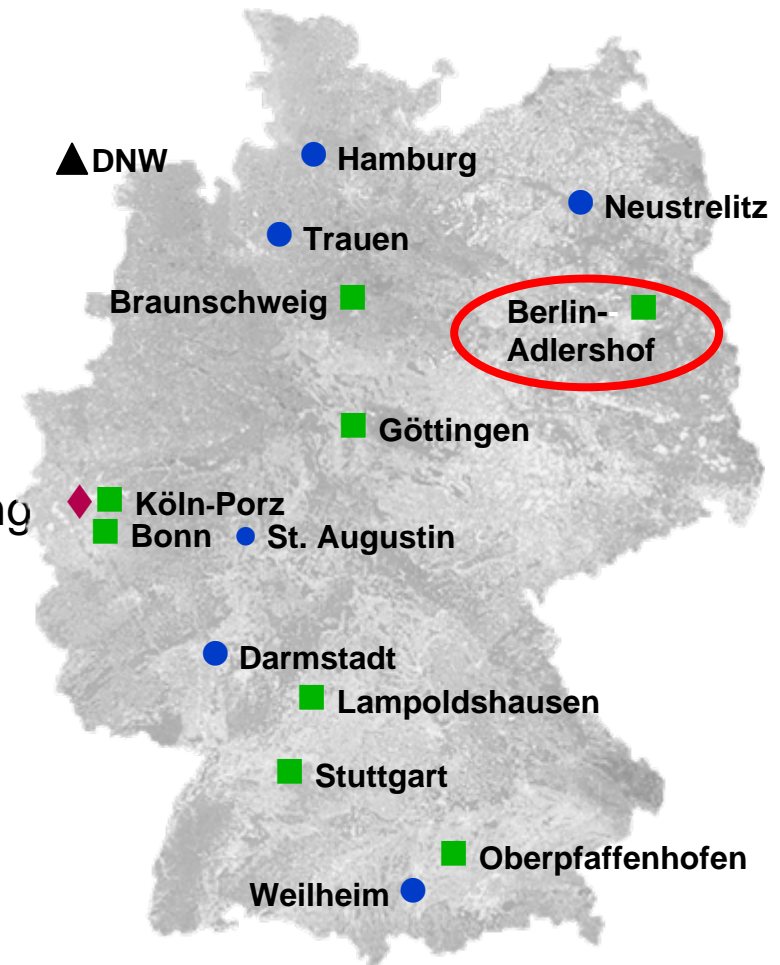 DNW
Hamburg
Neustrelitz
Trauen
Braunschweig
Berlin-
Adlershof
Göttingen
Köln-Porz
Bonn
St. Augustin
Darmstadt
Lampoldshausen
Stuttgart
Oberpfaffenhofen
Weilheim